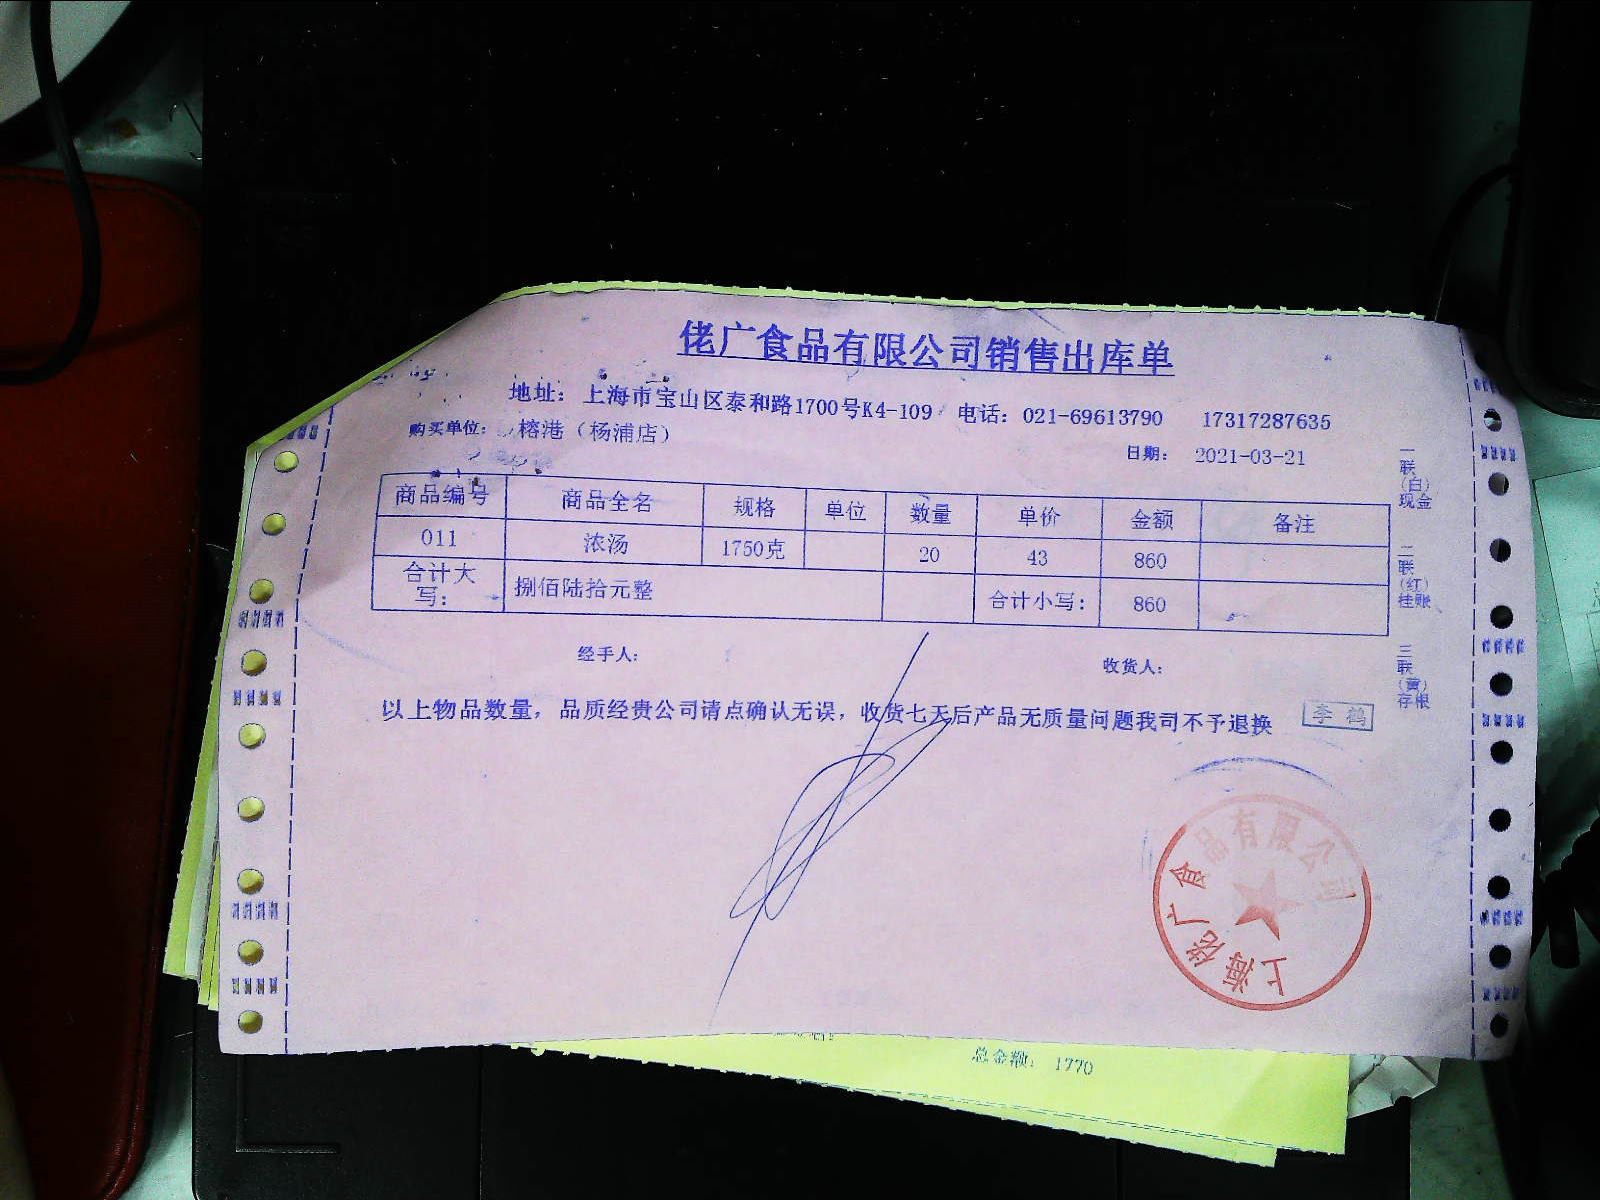 佬广食品有限公司销售出库单
地址：上海市宝山区泰和路1700号K4-109 电话：021-69613790 17317287635
购买单位：榕港（杨浦店）
日期： 2021-03-21
商品编号 商品全名 规格 单位 数量 单价 金额 备注
011 浓汤 1750克 20 43 860
合计大写： 捌佰陆拾元整 合计小写： 860
经手人： 收货人：
以上物品数量，品质经贵公司请点确认无误，收货七天后产品无质量问题我司不予退换
李鹤
一联（白）现金
二联（红）挂账
三联（黄）存根
上海佬广食品有限公司
总金额： 1770